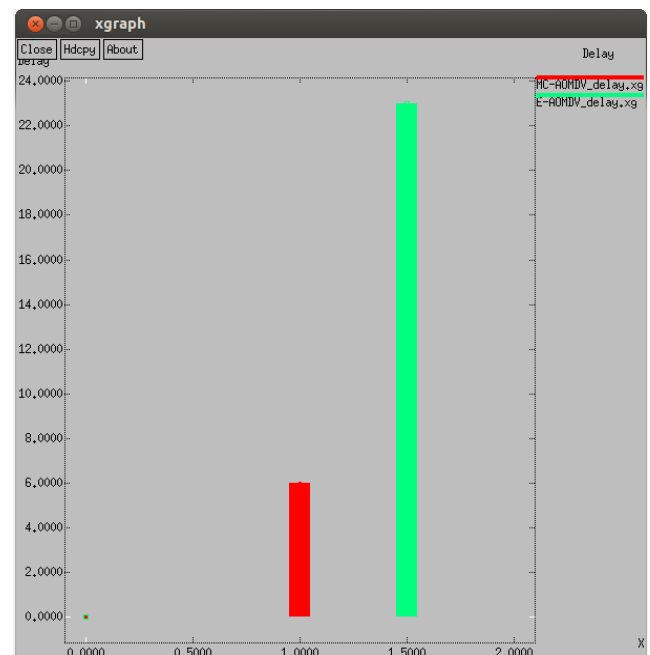 xgraph
Close Hdcpy About
Delay
Delay
MC-AOMDV_delay.xg
E-AOMDV_delay.xg
24.0000
22.0000
20.0000
18.0000
16.0000
14.0000
12.0000
10.0000
8.0000
6.0000
4.0000
2.0000
0.0000
X
0.0000 0.5000 1.0000 1.5000 2.0000